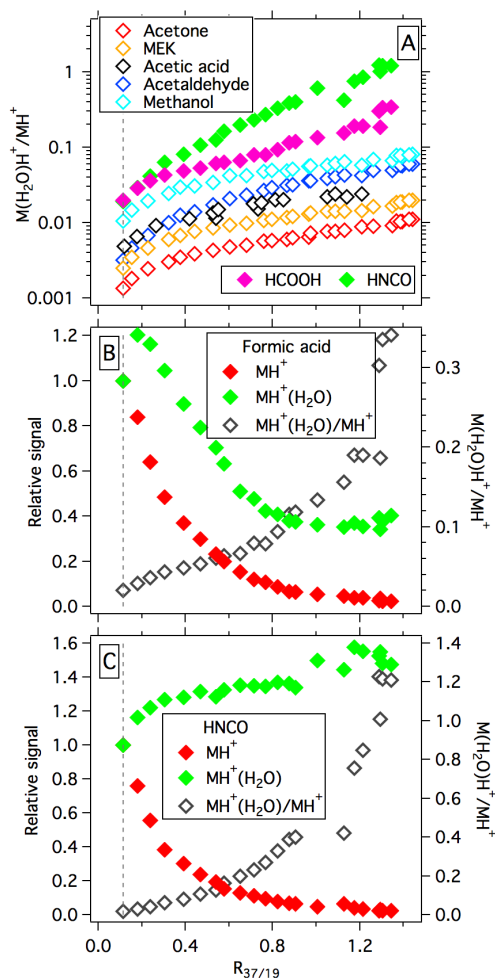 Acetone
MEK
Acetic acid
Acetaldehyde
Methanol
A
M(H₂O)H⁺/MH⁺
1
0.1
0.01
0.001
HCOOH
HNCO
B
Formic acid
MH⁺
MH⁺(H₂O)
MH⁺(H₂O)/MH⁺
Relative signal
1.2
1.0
0.8
0.6
0.4
0.2
0.0
0.3
0.2
0.1
0.0
M(H₂O)H⁺/MH⁺
C
HNCO
MH⁺
MH⁺(H₂O)
MH⁺(H₂O)/MH⁺
Relative signal
1.6
1.4
1.2
1.0
0.8
0.6
0.4
0.2
0.0
1.4
1.2
1.0
0.8
0.6
0.4
0.2
0.0
M(H₂O)H⁺/MH⁺
0.0 0.4 0.8 1.2
R₃₇/₁₉